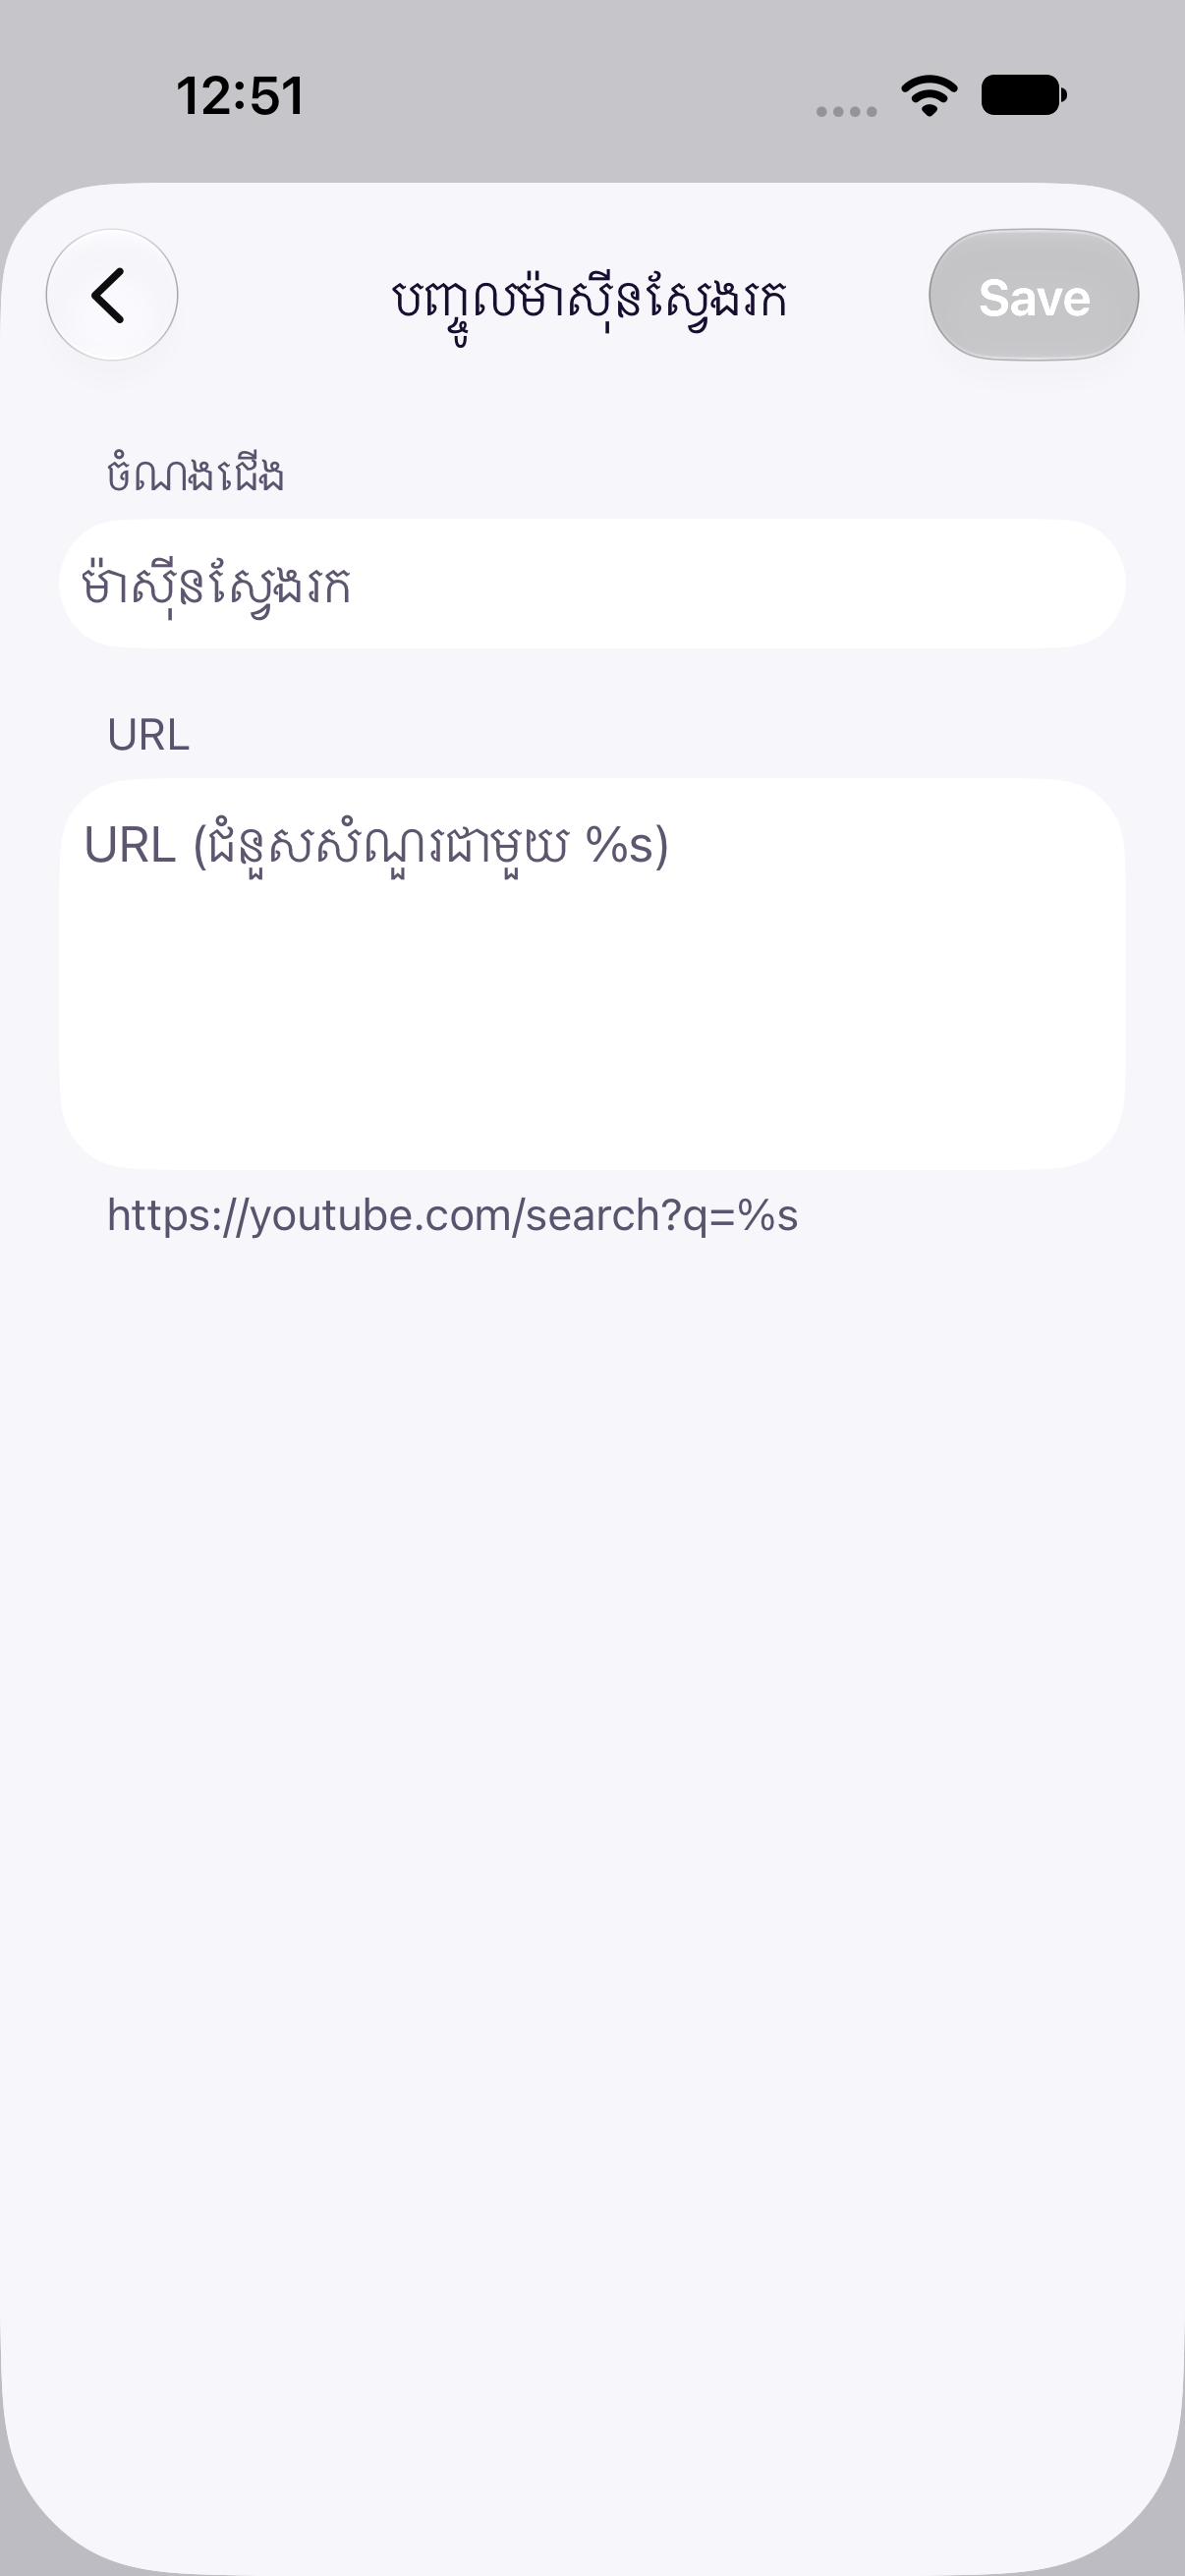 12:51
បញ្ចូលម៉ាស៊ីនស្វែងរក
Save
ចំណងជើង
ម៉ាស៊ីនស្វែងរក
URL
URL (ជំនួសសំណួរជាមួយ %s)
https://youtube.com/search?q=%s